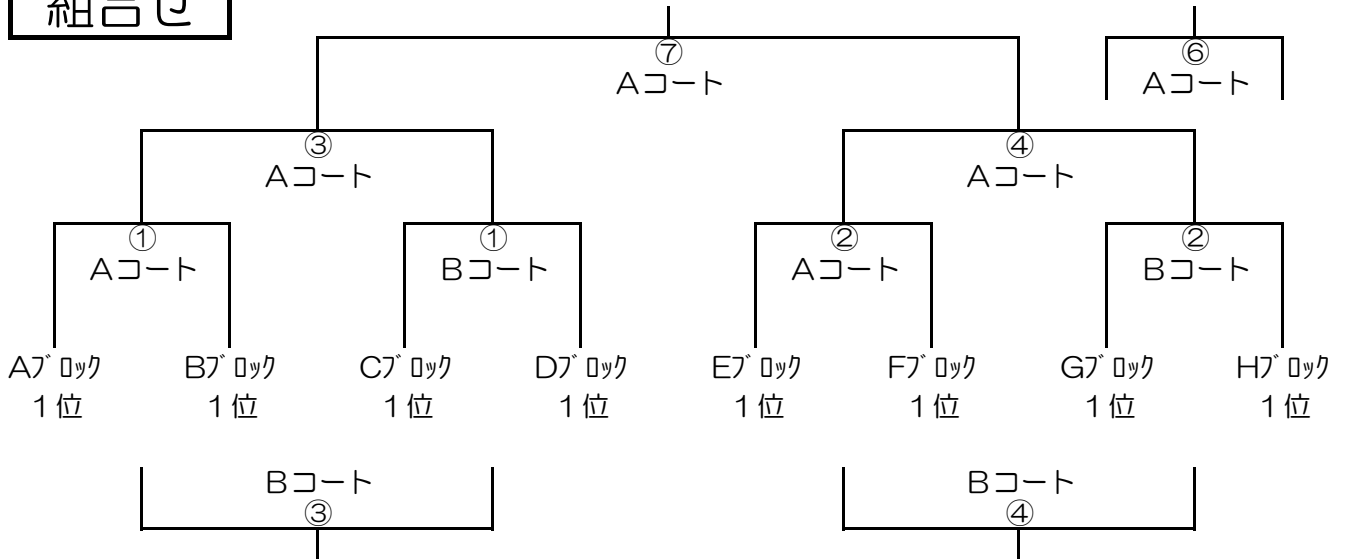 組合せ
⑦
Aコート
⑥
Aコート
③
Aコート
④
Aコート
①
Aコート
①
Bコート
②
Aコート
②
Bコート
Aﾌﾞﾛｯｸ
Bﾌﾞﾛｯｸ
Cﾌﾞﾛｯｸ
Dﾌﾞﾛｯｸ
Eﾌﾞﾛｯｸ
Fﾌﾞﾛｯｸ
Gﾌﾞﾛｯｸ
Hﾌﾞﾛｯｸ
１位
１位
１位
１位
１位
１位
１位
１位
Bコート
③
Bコート
④